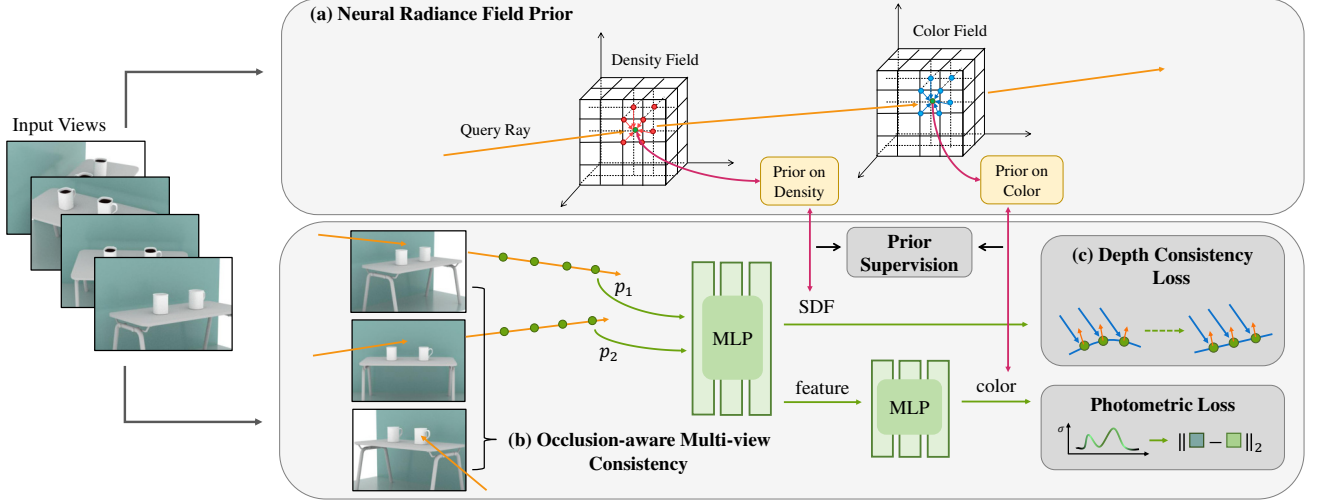 (a) Neural Radiance Field Prior
Input Views
Density Field
Color Field
Query Ray
Prior on
Density
Prior on
Color
Prior
Supervision
p₁
p₂
MLP
SDF
feature
MLP
color
(b) Occlusion-aware Multi-view
Consistency
(c) Depth Consistency
Loss
Photometric Loss
σ
‖ − ‖₂